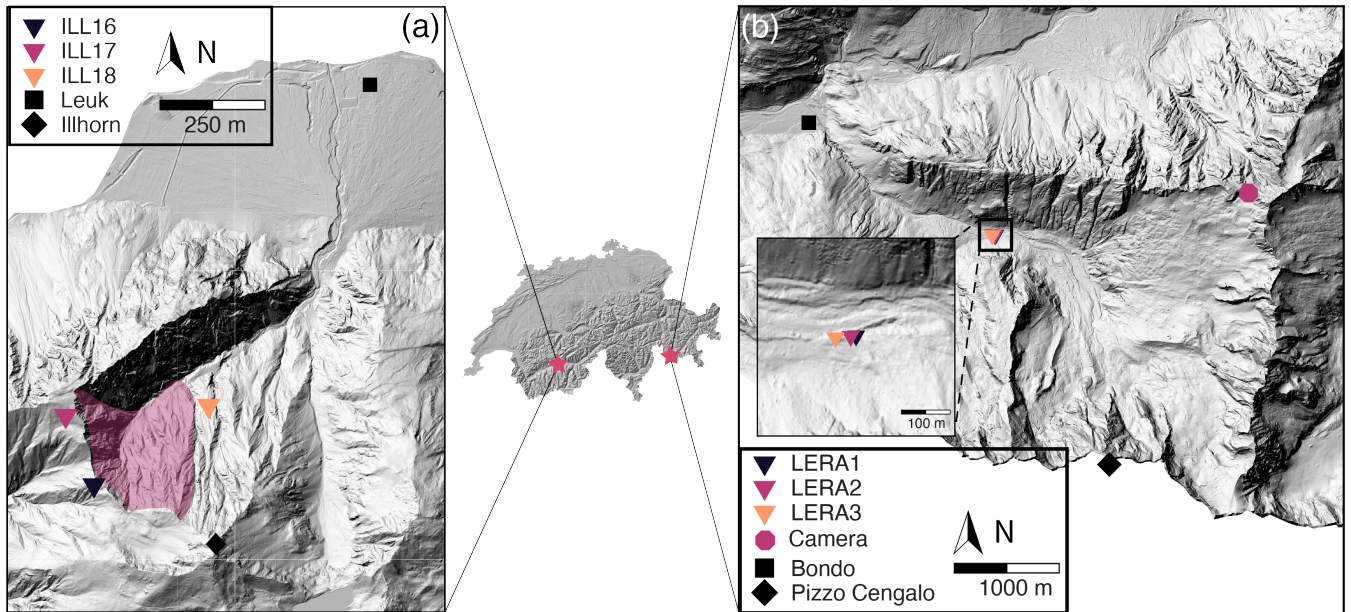 ILL16
ILL17
ILL18
Leuk
Illhorn
N
250 m
(a)
(b)
100 m
LERA1
LERA2
LERA3
Camera
Bondo
Pizzo Cengalo
N
1000 m